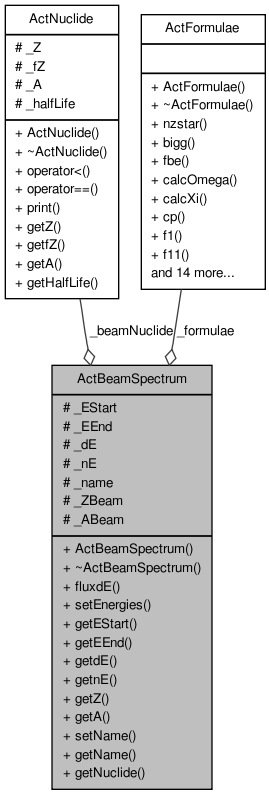 ActNuclide
# _Z
# _fZ
# _A
# _halfLife
+ ActNuclide()
+ ~ActNuclide()
+ operator<()
+ operator==()
+ print()
+ getZ()
+ getfZ()
+ getA()
+ getHalfLife()
ActFormulae
+ ActFormulae()
+ ~ActFormulae()
+ nzstar()
+ bigg()
+ fbe()
+ calcOmega()
+ calcXi()
+ cp()
+ f1()
+ f11()
and 14 more...
_beamNuclide
_formulae
ActBeamSpectrum
# _EStart
# _EEnd
# _dE
# _nE
# _name
# _ZBeam
# _ABeam
+ ActBeamSpectrum()
+ ~ActBeamSpectrum()
+ fluxdE()
+ setEnergies()
+ getEStart()
+ getEEnd()
+ getdE()
+ getnE()
+ getZ()
+ getA()
+ setName()
+ getName()
+ getNuclide()